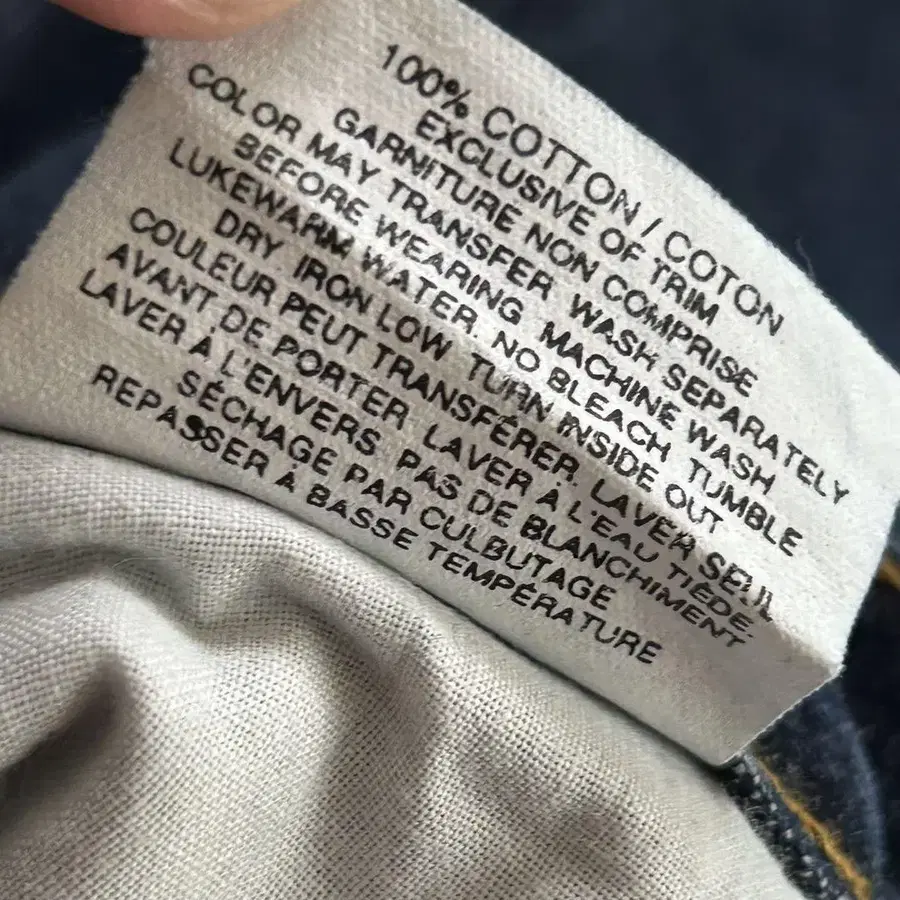 100% COTTON / COTON
EXCLUSIVE OF TRIM
GARNITURE NON COMPRISE
COLOR MAY TRANSFER WASH SEPARATELY
BEFORE WEARING. MACHINE WASH
LUKEWARM WATER. NO BLEACH TUMBLE
DRY IRON LOW TURN INSIDE OUT
COULEUR PEUT TRANSFÉRER. LAVER SEUL
AVANT DE PORTER LAVER À L'EAU TIÈDE.
LAVER À L'ENVERS. PAS DE BLANCHIMENT
SÉCHAGE PAR CULBUTAGE
REPASSER À BASSE TEMPÉRATURE